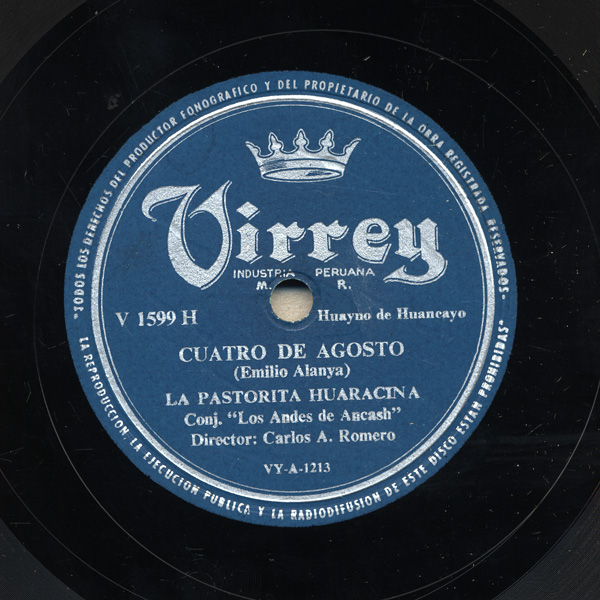 "TODOS LOS DERECHOS DEL PRODUCTOR FONOGRAFICO Y DEL PROPIETARIO DE LA OBRA REGISTRADA RESERVADOS-
LA REPRODUCCION, LA EJECUCION PUBLICA Y LA RADIODIFUSION DE ESTE DISCO ESTAN PROHIBIDAS"
Virrey
INDUSTRIA PERUANA
M. R.
V 1599 H
Huayno de Huancayo
CUATRO DE AGOSTO
(Emilio Alanya)
LA PASTORITA HUARACINA
Conj. "Los Andes de Ancash"
Director: Carlos A. Romero
VY-A-1213